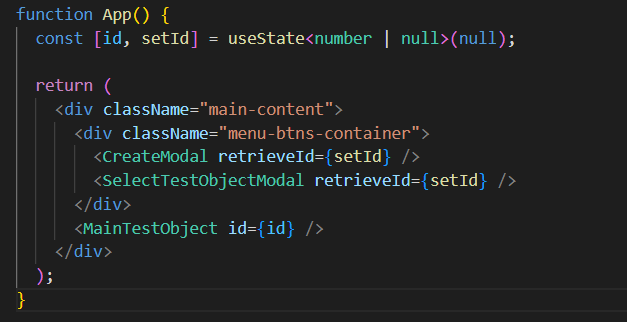 function App() {
  const [id, setId] = useState<number | null>(null);

  return (
    <div className="main-content">
      <div className="menu-btns-container">
        <CreateModal retrieveId={setId} />
        <SelectTestObjectModal retrieveId={setId} />
      </div>
      <MainTestObject id={id} />
    </div>
  );
}